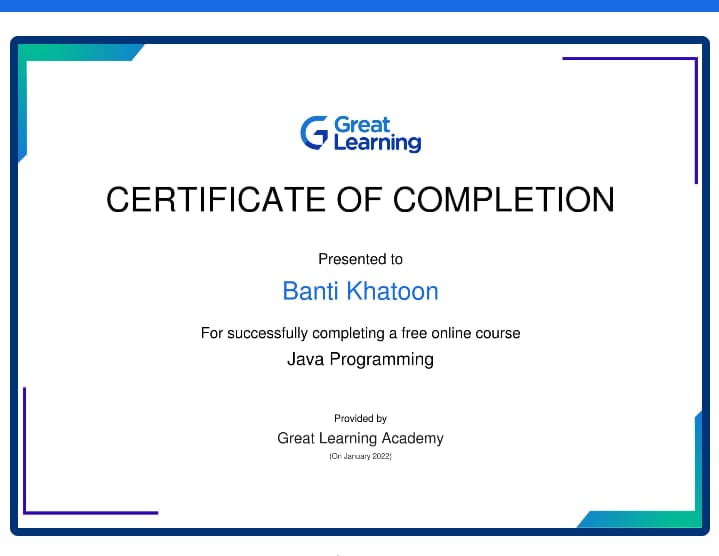 Great
Learning
CERTIFICATE OF COMPLETION
Presented to
Banti Khatoon
For successfully completing a free online course
Java Programming
Provided by
Great Learning Academy
(On January 2022)